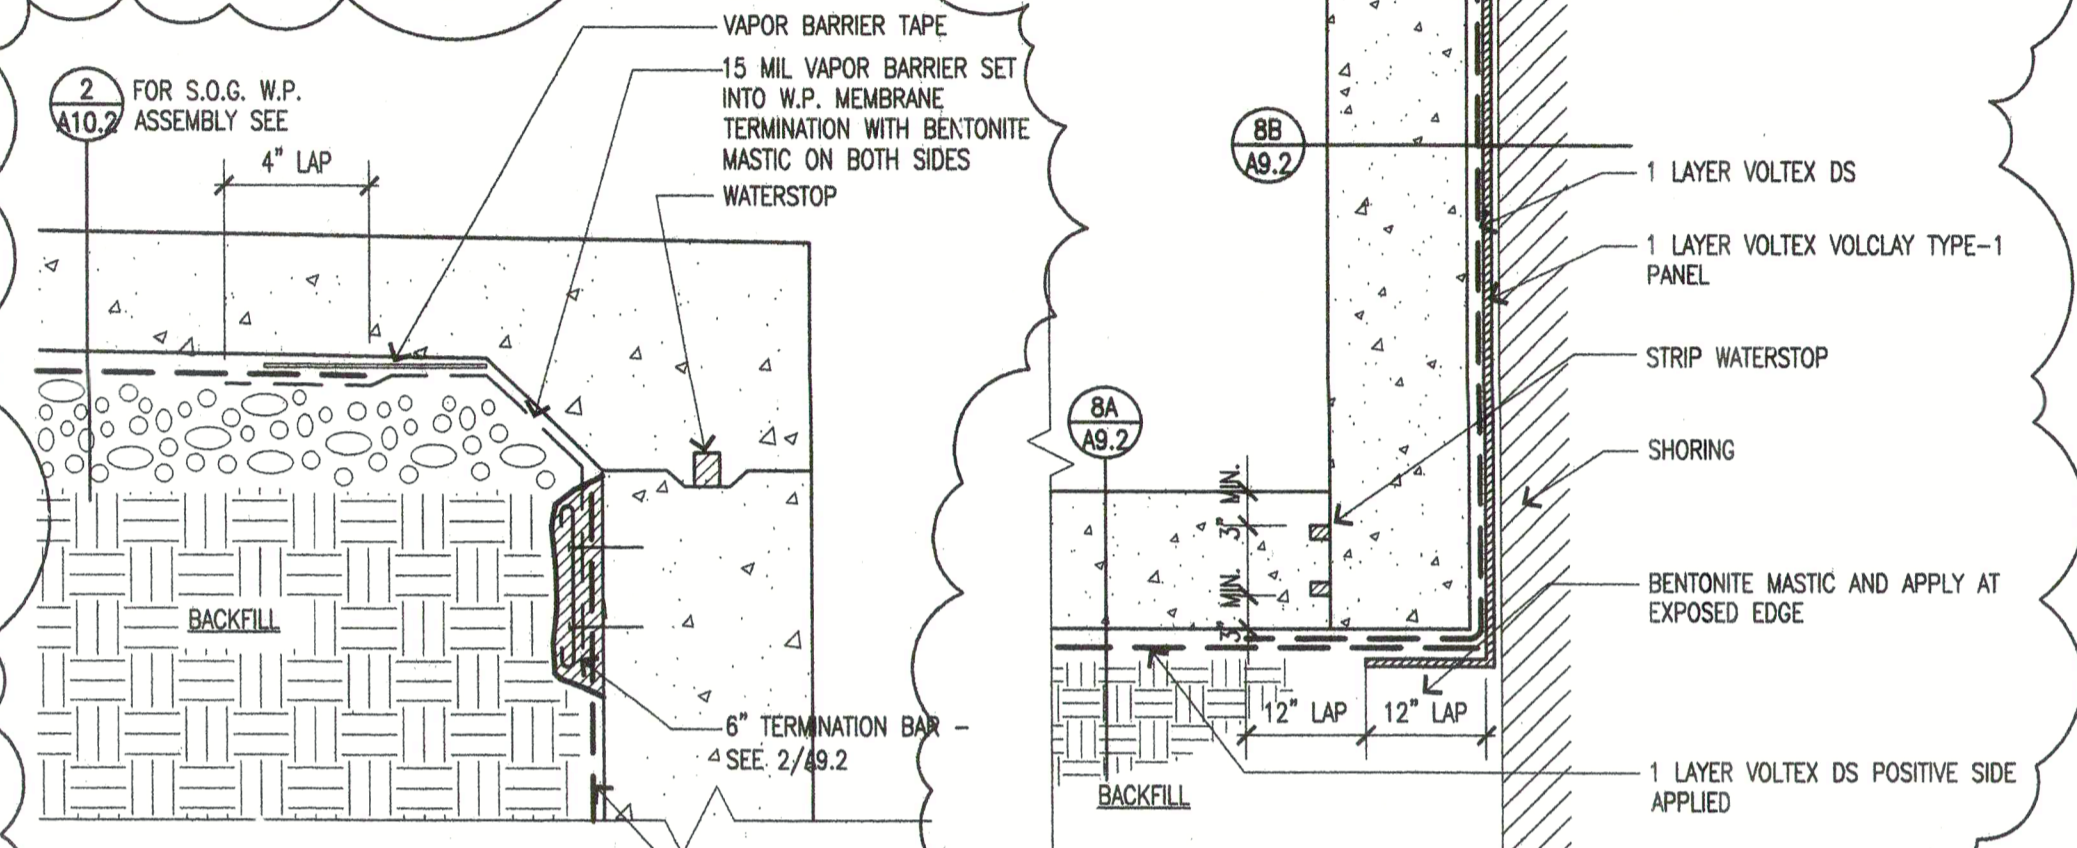 VAPOR BARRIER TAPE
15 MIL VAPOR BARRIER SET
INTO W.P. MEMBRANE
TERMINATION WITH BENTONITE
MASTIC ON BOTH SIDES
WATERSTOP
2
A10.2
FOR S.O.G. W.P.
ASSEMBLY SEE
4" LAP
BACKFILL
6" TERMINATION BAR -
SEE 2/A9.2
8B
A9.2
1 LAYER VOLTEX DS
1 LAYER VOLTEX VOLCLAY TYPE-1
PANEL
STRIP WATERSTOP
8A
A9.2
SHORING
3" MIN.
3" MIN.
BENTONITE MASTIC AND APPLY AT
EXPOSED EDGE
12" LAP
12" LAP
1 LAYER VOLTEX DS POSITIVE SIDE
APPLIED
BACKFILL